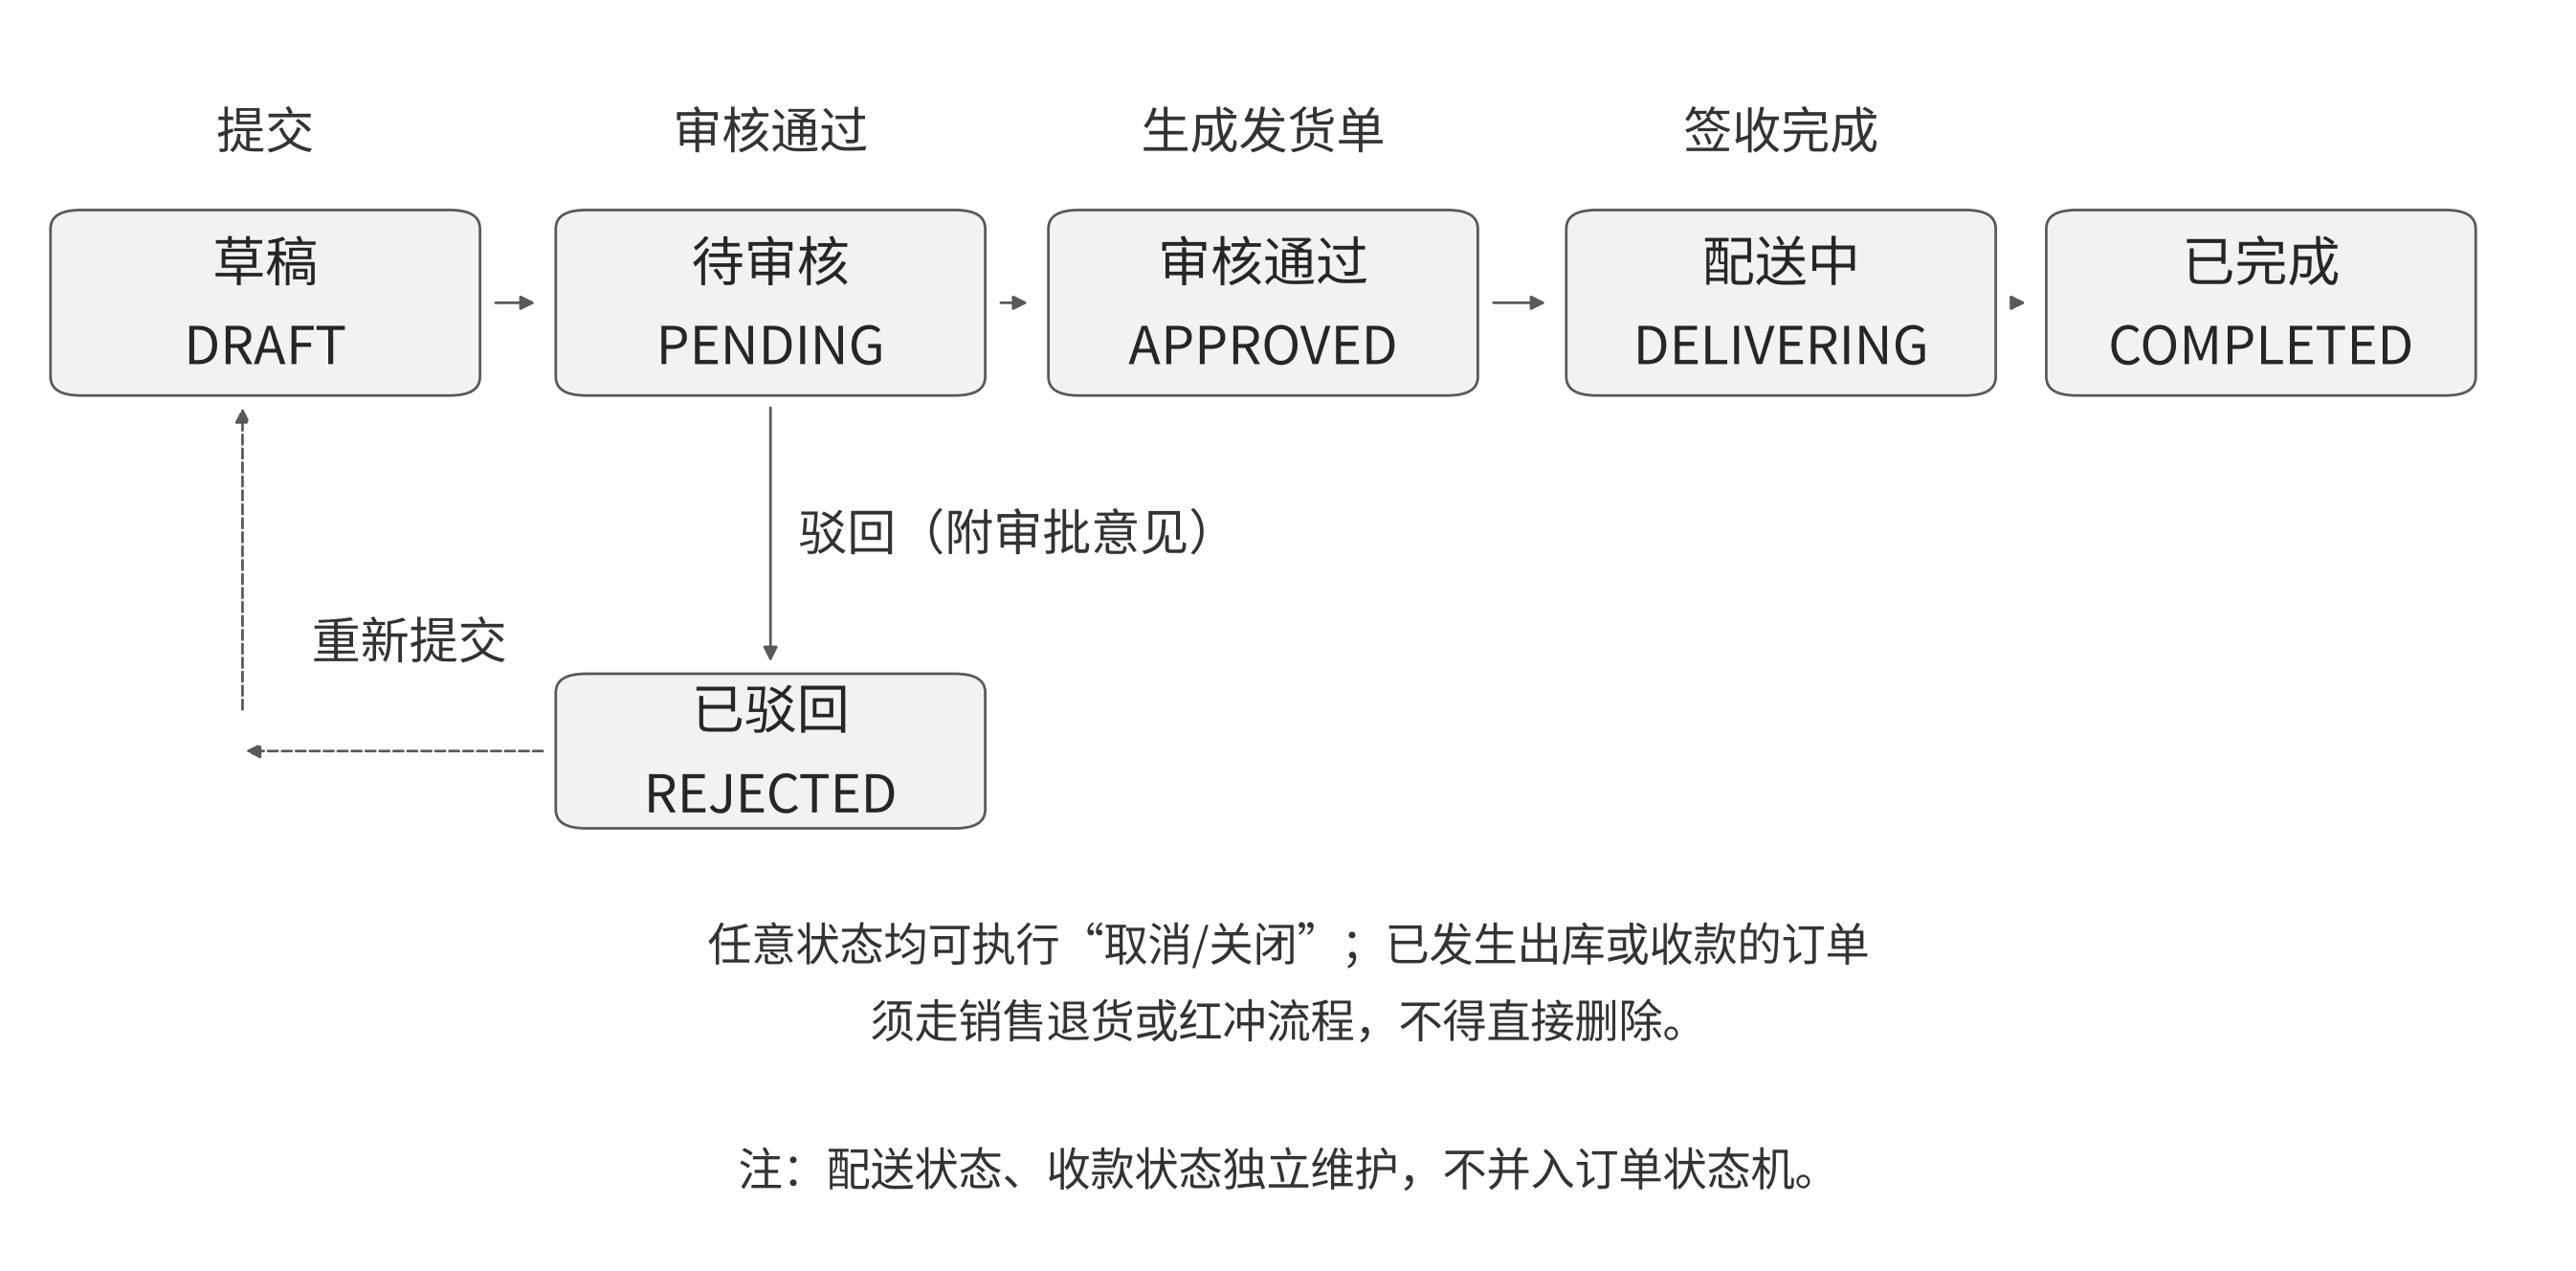 提交
审核通过
生成发货单
签收完成
草稿
DRAFT
待审核
PENDING
审核通过
APPROVED
配送中
DELIVERING
已完成
COMPLETED
驳回（附审批意见）
重新提交
已驳回
REJECTED
任意状态均可执行“取消/关闭”；已发生出库或收款的订单
须走销售退货或红冲流程，不得直接删除。
注：配送状态、收款状态独立维护，不并入订单状态机。